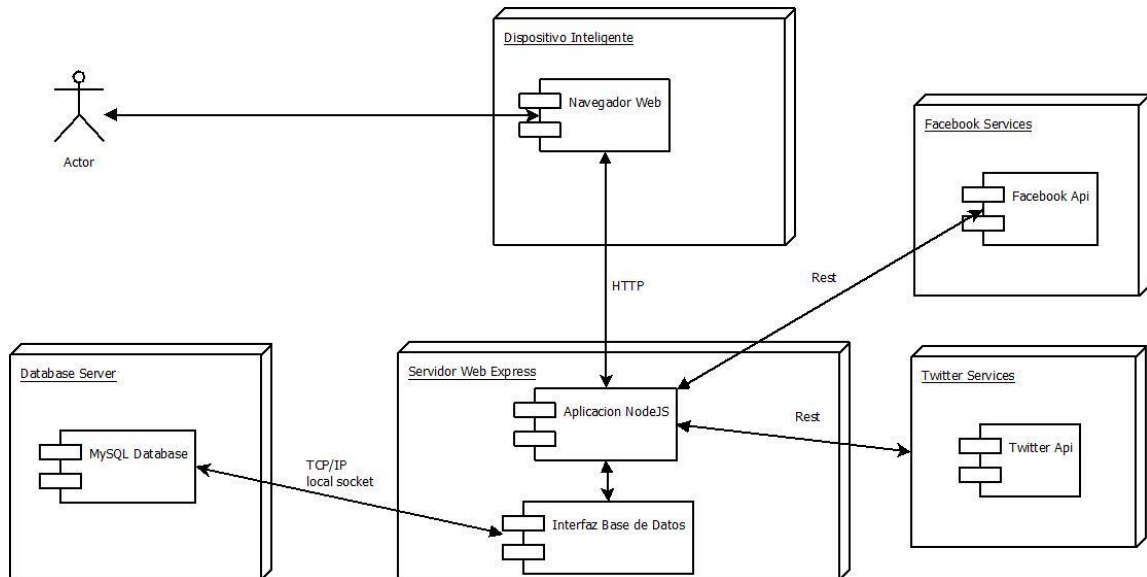 Dispositivo Inteligente
Navegador Web
Actor
Facebook Services
Facebook Api
Rest
HTTP
Database Server
MySQL Database
TCP/IP
local socket
Servidor Web Express
Aplicacion NodeJS
Interfaz Base de Datos
Rest
Twitter Services
Twitter Api